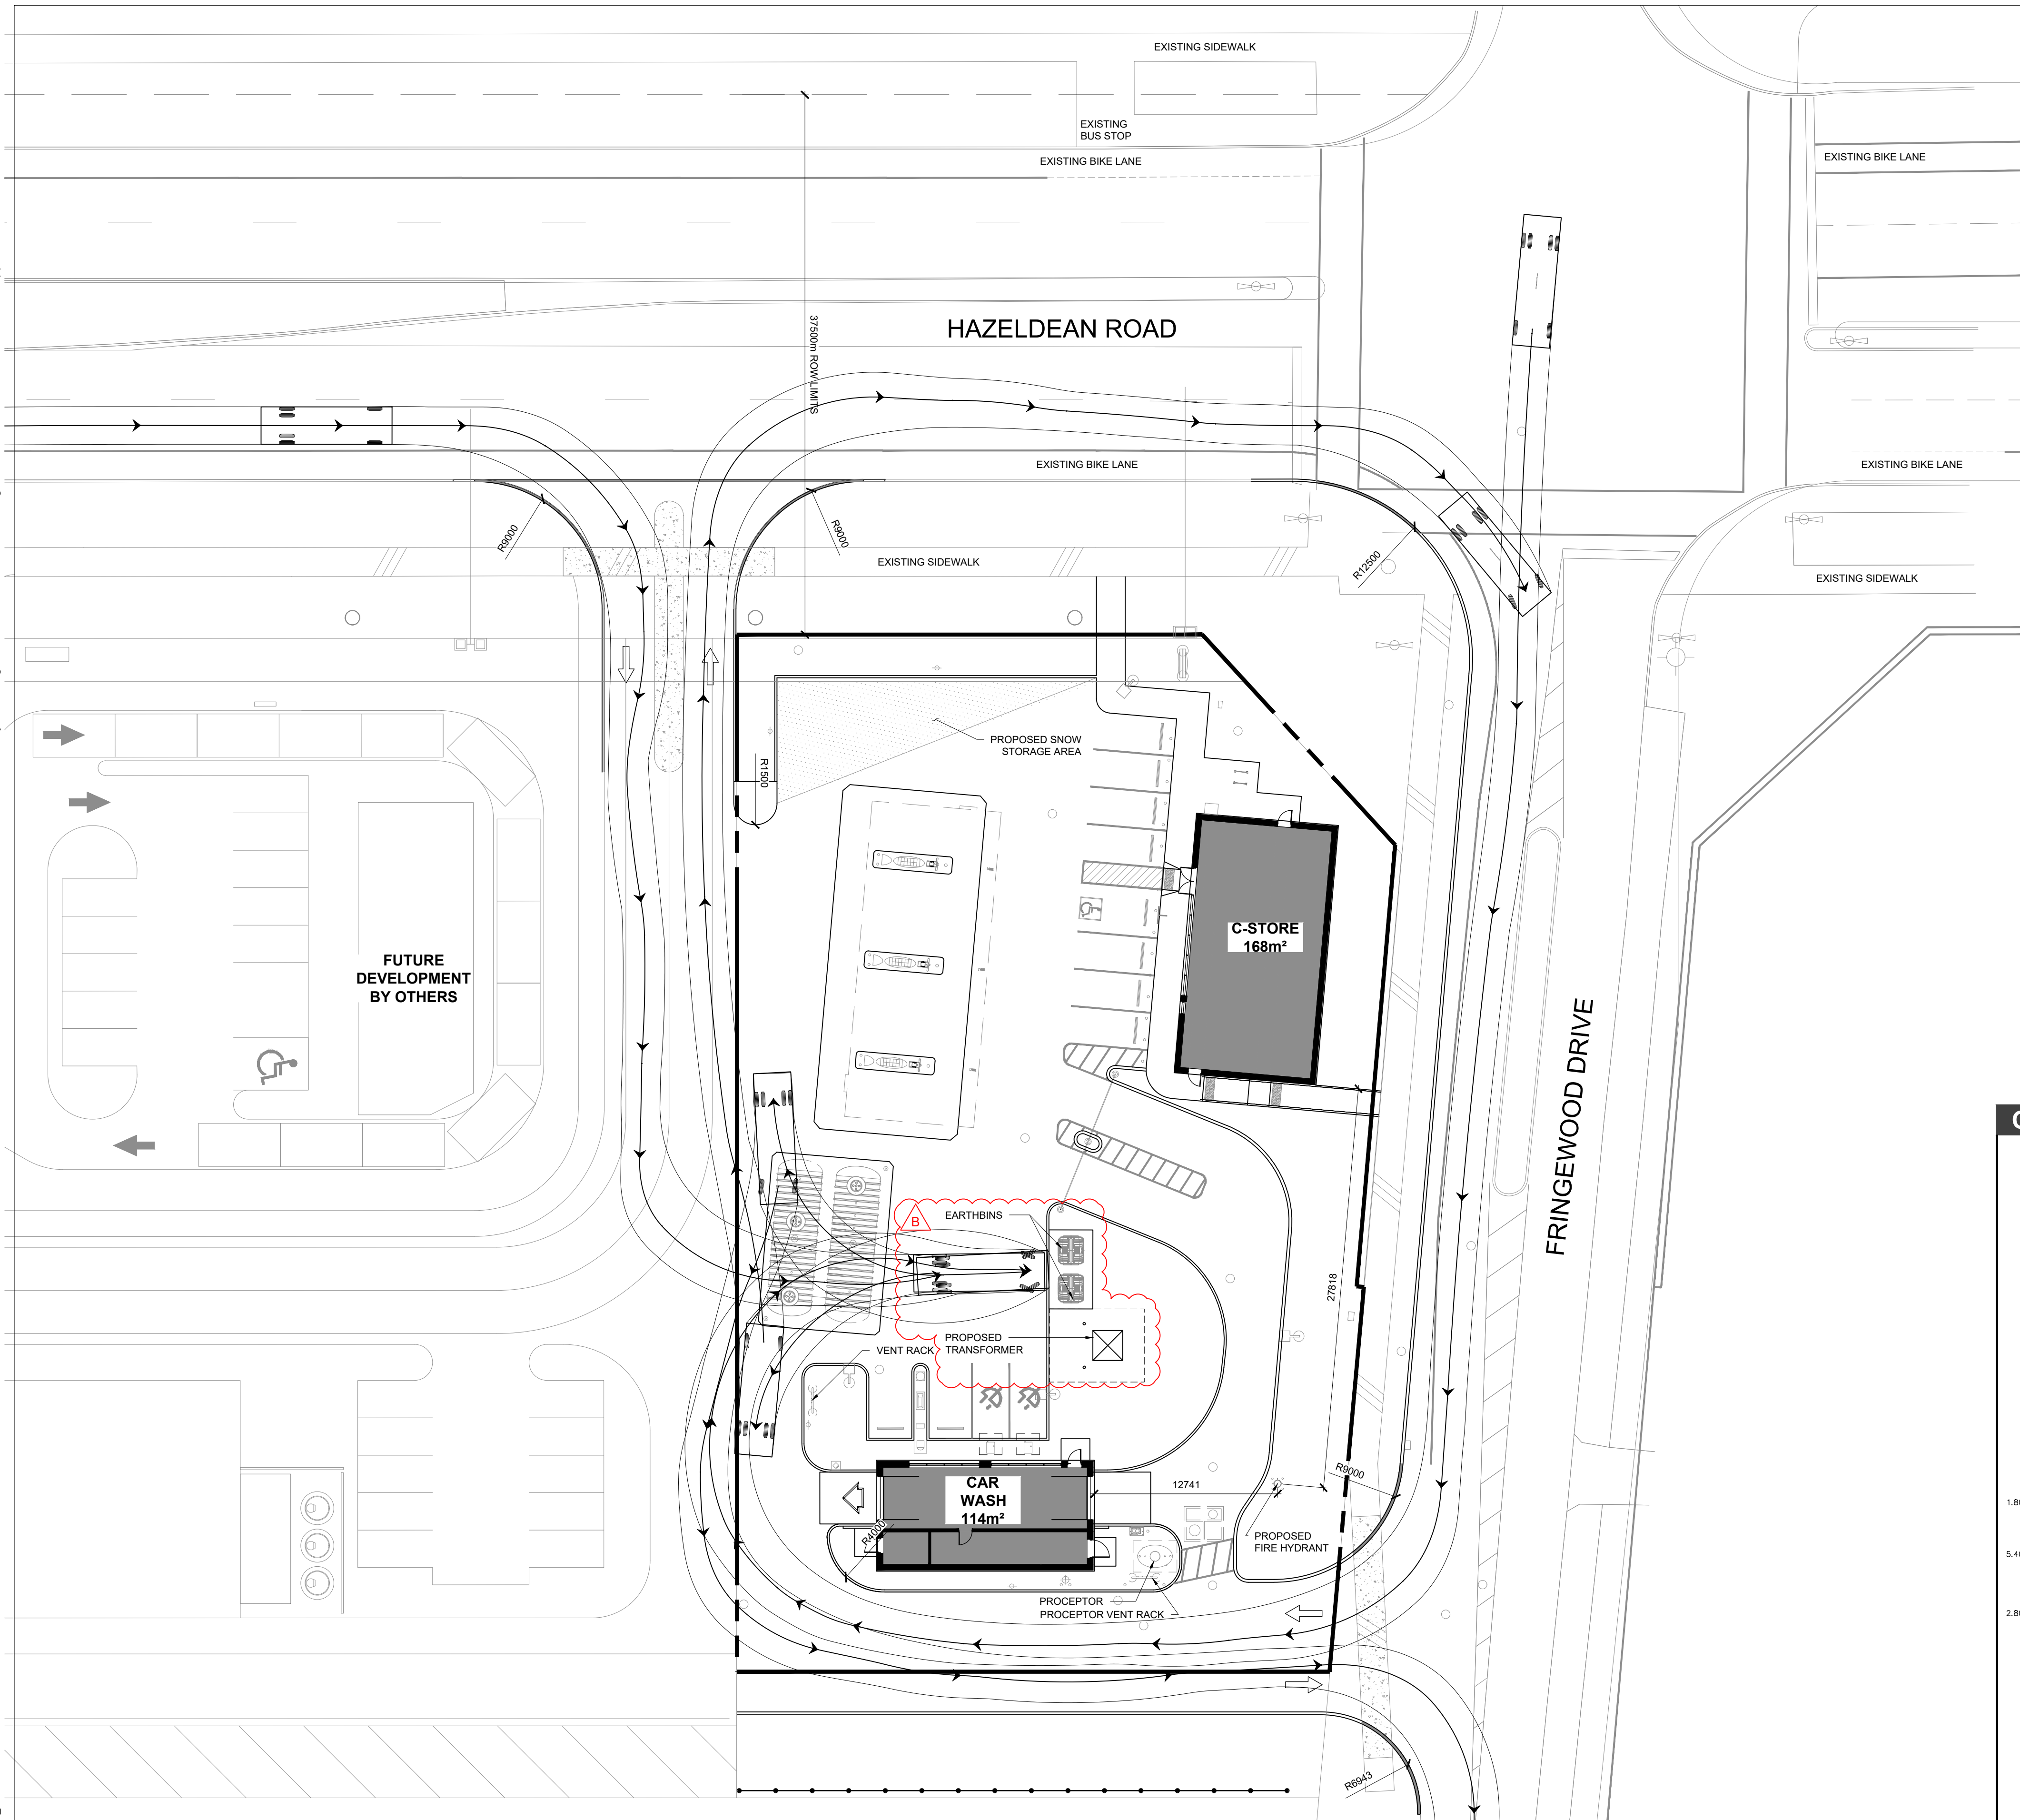 EXISTING SIDEWALK
EXISTING
BUS STOP
EXISTING BIKE LANE
EXISTING BIKE LANE
HAZELDEAN ROAD
37500m ROW LIMITS
EXISTING BIKE LANE
EXISTING BIKE LANE
R9000
R9000
R12500
EXISTING SIDEWALK
EXISTING SIDEWALK
PROPOSED SNOW
STORAGE AREA
R1500
C-STORE
168m²
FUTURE
DEVELOPMENT
BY OTHERS
FRINGEWOOD DRIVE
B
EARTHBINS
27818
PROPOSED
TRANSFORMER
VENT RACK
CAR
WASH
114m²
12741
R9000
R4000
PROPOSED
FIRE HYDRANT
PROCEPTOR
PROCEPTOR VENT RACK
R6943